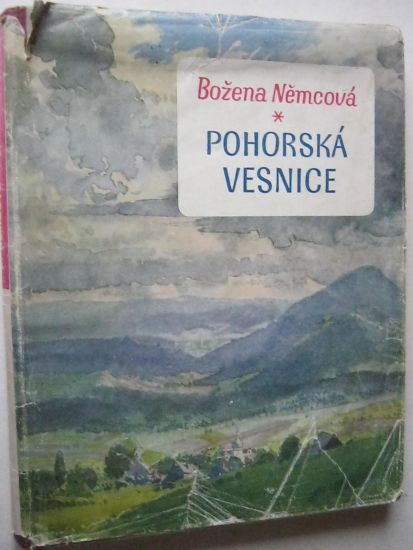 Božena Němcová
*
POHORSKÁ
VESNICE